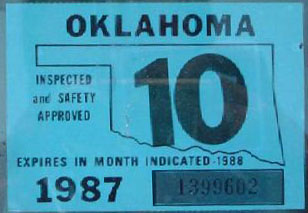 OKLAHOMA
10
INSPECTED
and SAFETY
APPROVED
EXPIRES IN MONTH INDICATED-1988
1987 1399602